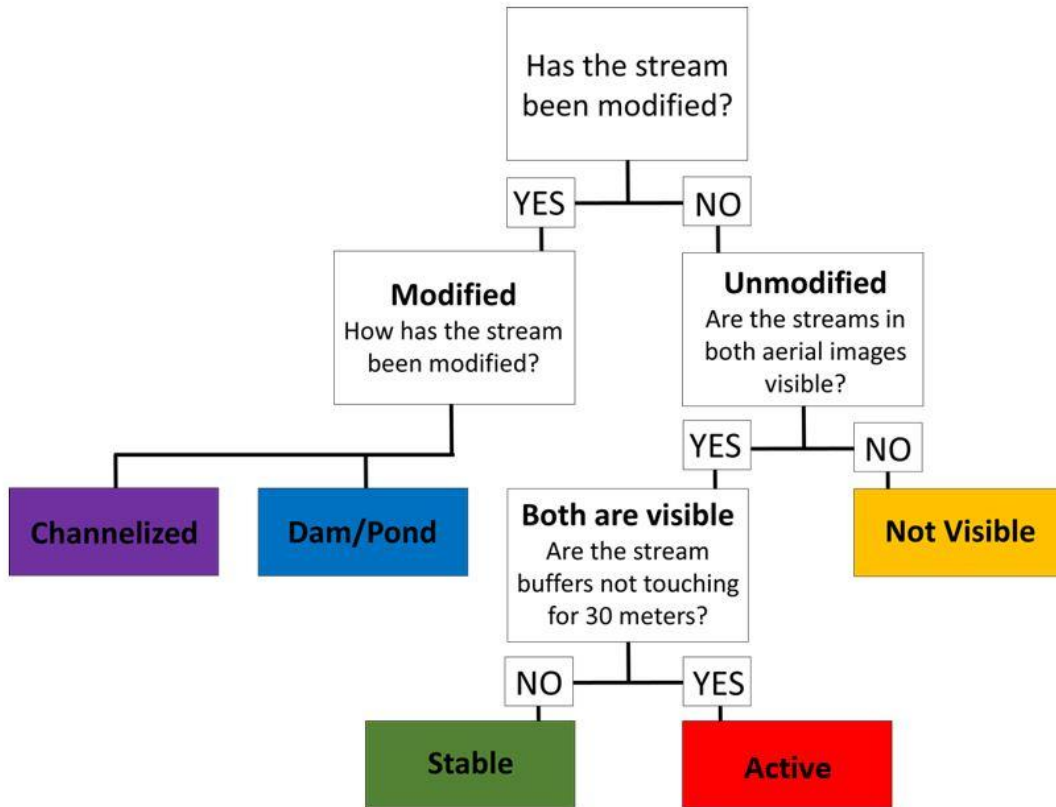 Has the stream
been modified?
YES
NO
Modified
How has the stream
been modified?
Unmodified
Are the streams in
both aerial images
visible?
YES
NO
Channelized
Dam/Pond
Both are visible
Are the stream
buffers not touching
for 30 meters?
Not Visible
NO
YES
Stable
Active